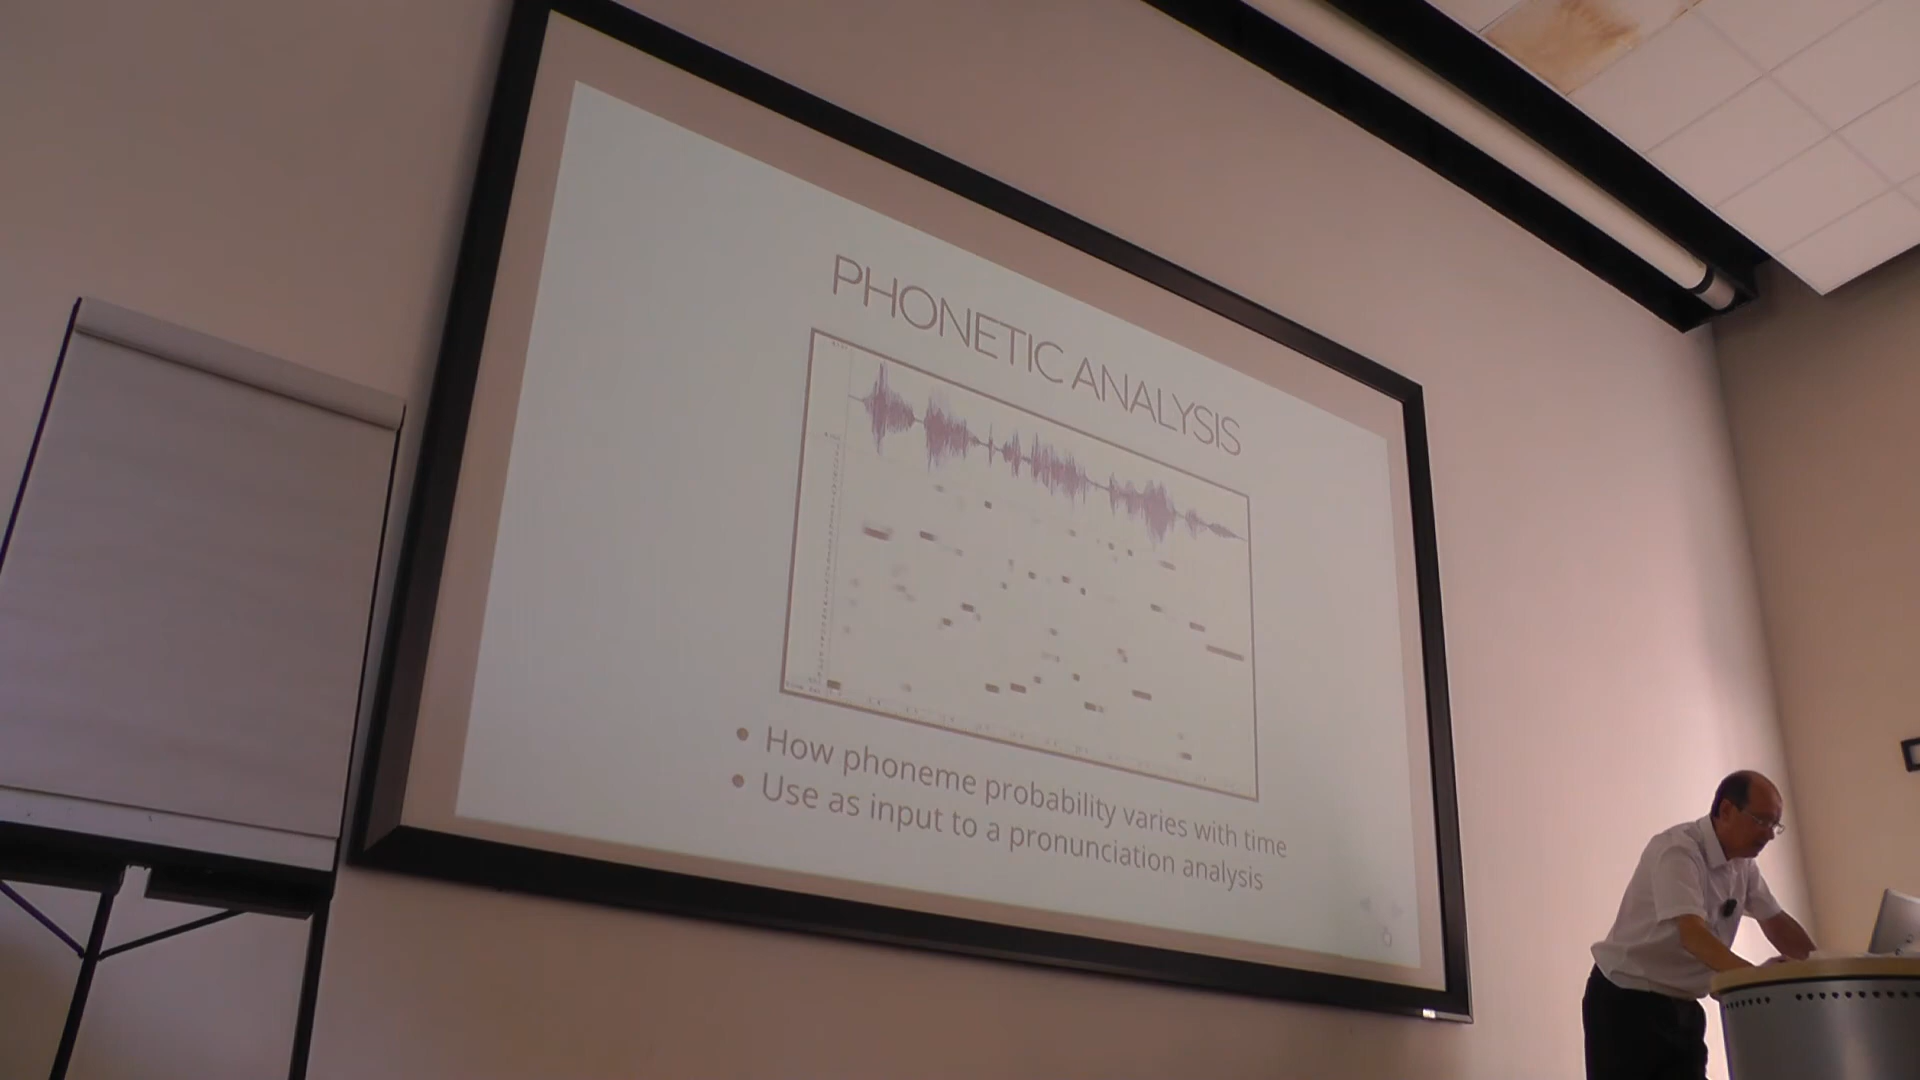 PHONETIC ANALYSIS
• How phoneme probability varies with time
• Use as input to a pronunciation analysis